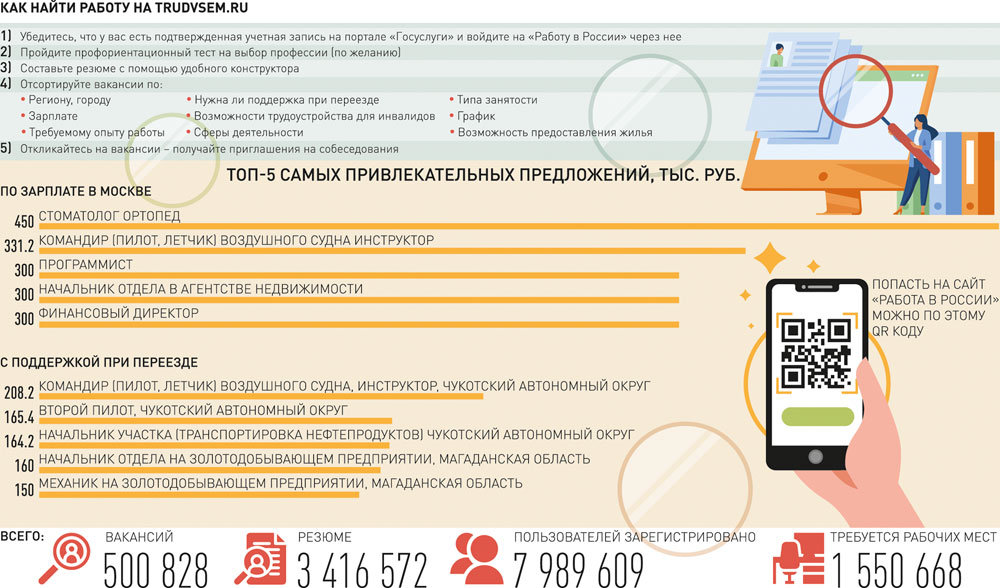 КАК НАЙТИ РАБОТУ НА TRUDVSEM.RU
1) Убедитесь, что у вас есть подтвержденная учетная запись на портале «Госуслуги» и войдите на «Работу в России» через нее
2) Пройдите профориентационный тест на выбор профессии (по желанию)
3) Составьте резюме с помощью удобного конструктора
4) Отсортируйте вакансии по:
• Региону, городу
• Зарплате
• Требуемому опыту работы
• Нужна ли поддержка при переезде
• Возможности трудоустройства для инвалидов
• Сферы деятельности
• Типа занятости
• График
• Возможность предоставления жилья
5) Откликайтесь на вакансии – получайте приглашения на собеседования
ТОП-5 САМЫХ ПРИВЛЕКАТЕЛЬНЫХ ПРЕДЛОЖЕНИЙ, ТЫС. РУБ.
ПО ЗАРПЛАТЕ В МОСКВЕ
450 СТОМАТОЛОГ ОРТОПЕД
331.2 КОМАНДИР (ПИЛОТ, ЛЕТЧИК) ВОЗДУШНОГО СУДНА ИНСТРУКТОР
300 ПРОГРАММИСТ
300 НАЧАЛЬНИК ОТДЕЛА В АГЕНТСТВЕ НЕДВИЖИМОСТИ
300 ФИНАНСОВЫЙ ДИРЕКТОР
ПОПАСТЬ НА САЙТ
«РАБОТА В РОССИИ»
МОЖНО ПО ЭТОМУ
QR КОДУ
С ПОДДЕРЖКОЙ ПРИ ПЕРЕЕЗДЕ
208.2 КОМАНДИР (ПИЛОТ, ЛЕТЧИК) ВОЗДУШНОГО СУДНА, ИНСТРУКТОР, ЧУКОТСКИЙ АВТОНОМНЫЙ ОКРУГ
165.4 ВТОРОЙ ПИЛОТ, ЧУКОТСКИЙ АВТОНОМНЫЙ ОКРУГ
164.2 НАЧАЛЬНИК УЧАСТКА (ТРАНСПОРТИРОВКА НЕФТЕПРОДУКТОВ) ЧУКОТСКИЙ АВТОНОМНЫЙ ОКРУГ
160 НАЧАЛЬНИК ОТДЕЛА НА ЗОЛОТОДОБЫВАЮЩЕМ ПРЕДПРИЯТИИ, МАГАДАНСКАЯ ОБЛАСТЬ
150 МЕХАНИК НА ЗОЛОТОДОБЫВАЮЩЕМ ПРЕДПРИЯТИИ, МАГАДАНСКАЯ ОБЛАСТЬ
ВСЕГО:
ВАКАНСИЙ
500 828
РЕЗЮМЕ
3 416 572
ПОЛЬЗОВАТЕЛЕЙ ЗАРЕГИСТРИРОВАНО
7 989 609
ТРЕБУЕТСЯ РАБОЧИХ МЕСТ
1 550 668